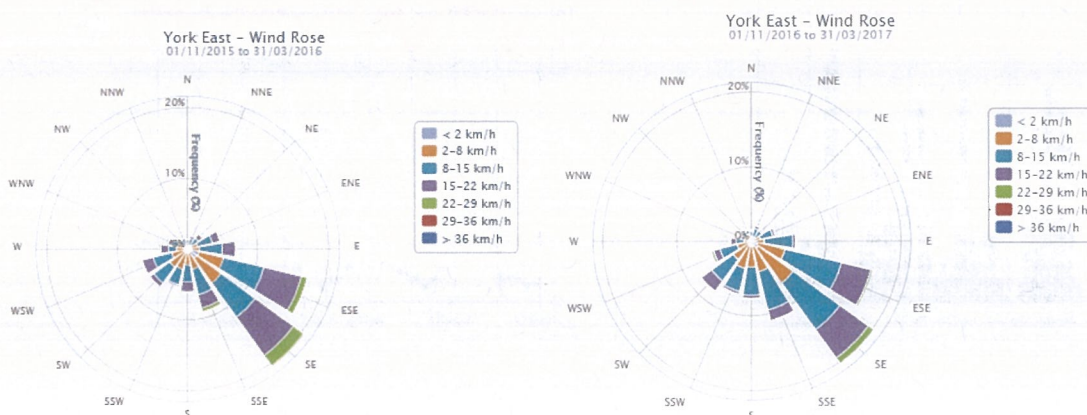 York East - Wind Rose
01/11/2015 to 31/03/2016
N
NNE
NE
ENE
E
ESE
SE
SSE
S
SSW
SW
WSW
W
WNW
NW
NNW
20%
10%
Frequency (%)
< 2 km/h
2-8 km/h
8-15 km/h
15-22 km/h
22-29 km/h
29-36 km/h
> 36 km/h
York East - Wind Rose
01/11/2016 to 31/03/2017
N
NNE
NE
ENE
E
ESE
SE
SSE
S
SSW
SW
WSW
W
WNW
NW
NNW
20%
10%
0%
Frequency (%)
< 2 km/h
2-8 km/h
8-15 km/h
15-22 km/h
22-29 km/h
29-36 km/h
> 36 km/h